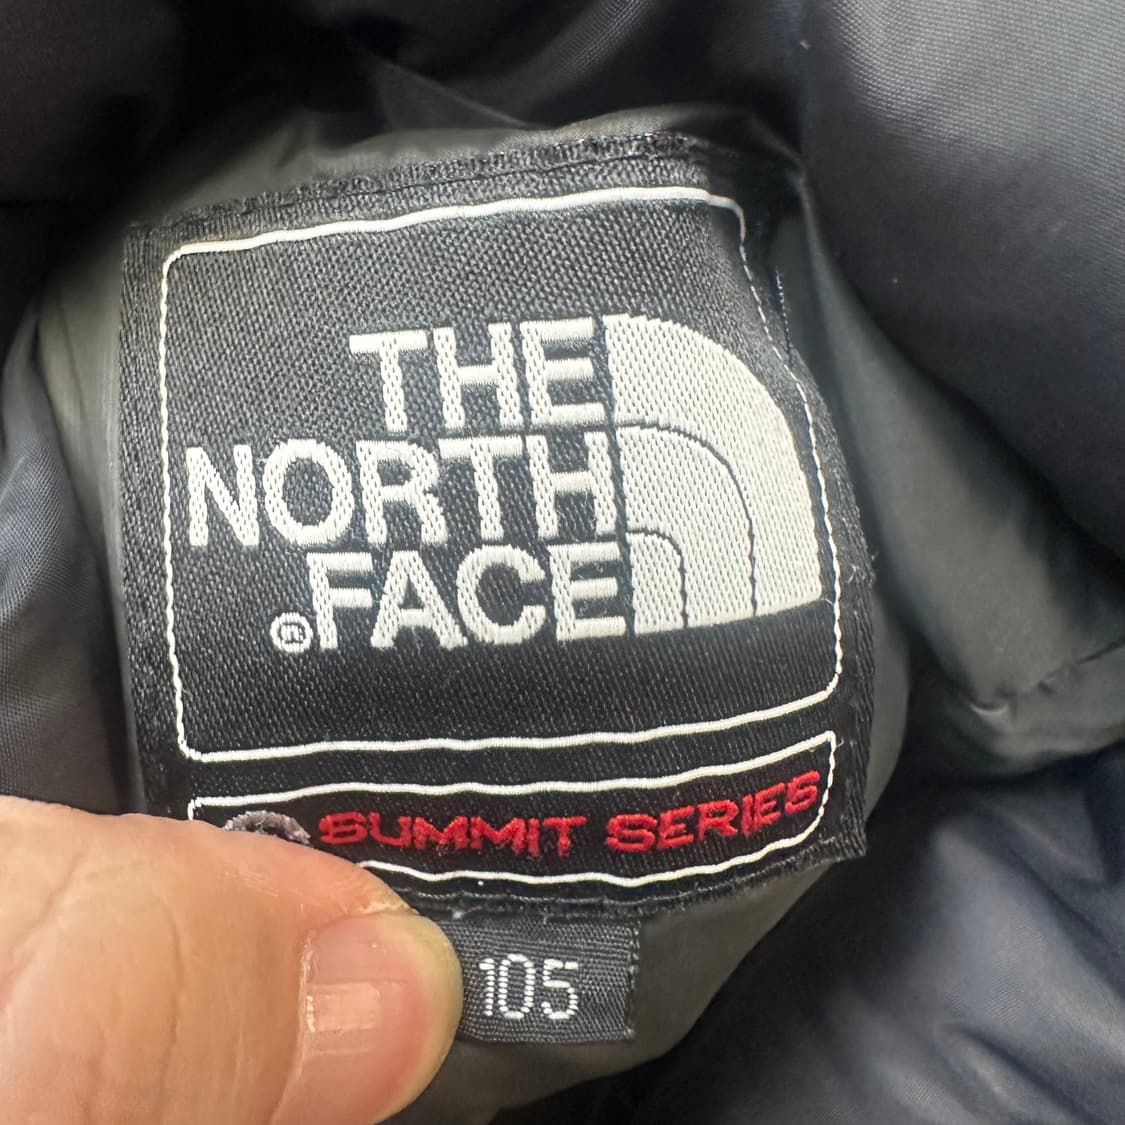 THE
NORTH
®FACE
SUMMIT SERIES
105